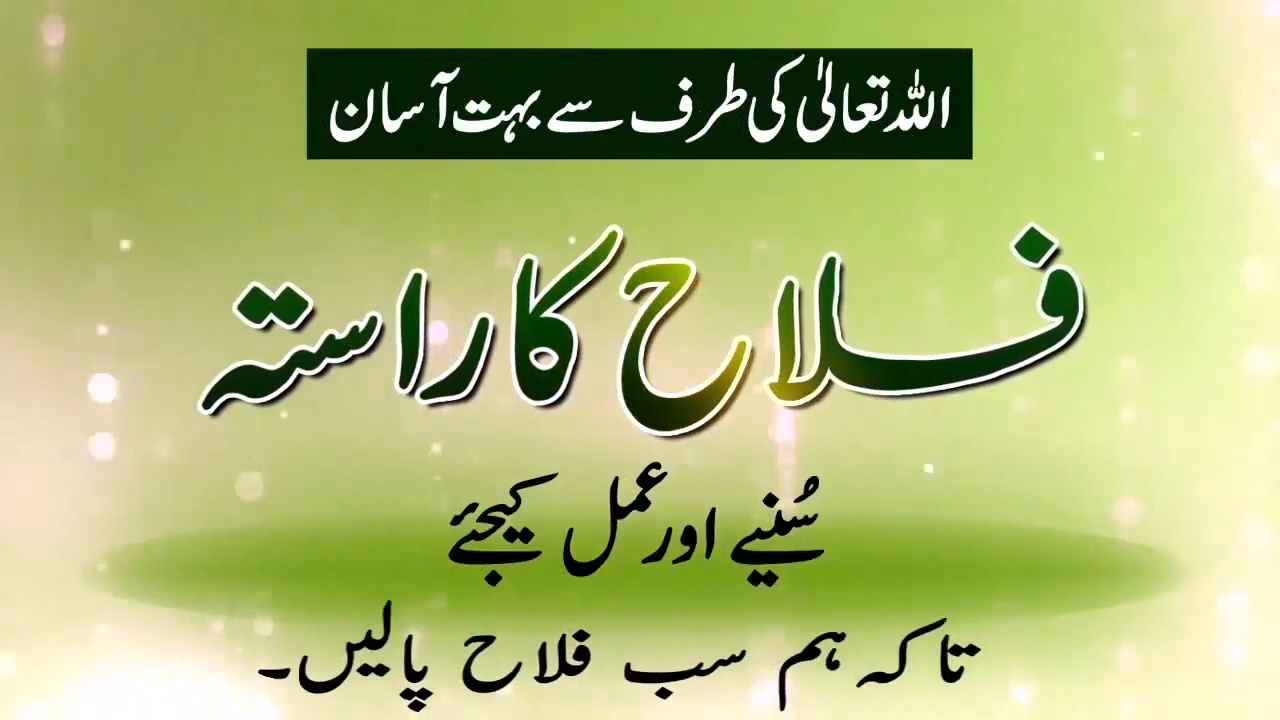 اللہ تعالیٰ کی طرف سے بہت آسان
فلاح کا راستہ
سُنیے اور عمل کیجئے
تاکہ ہم سب فلاح پالیں۔